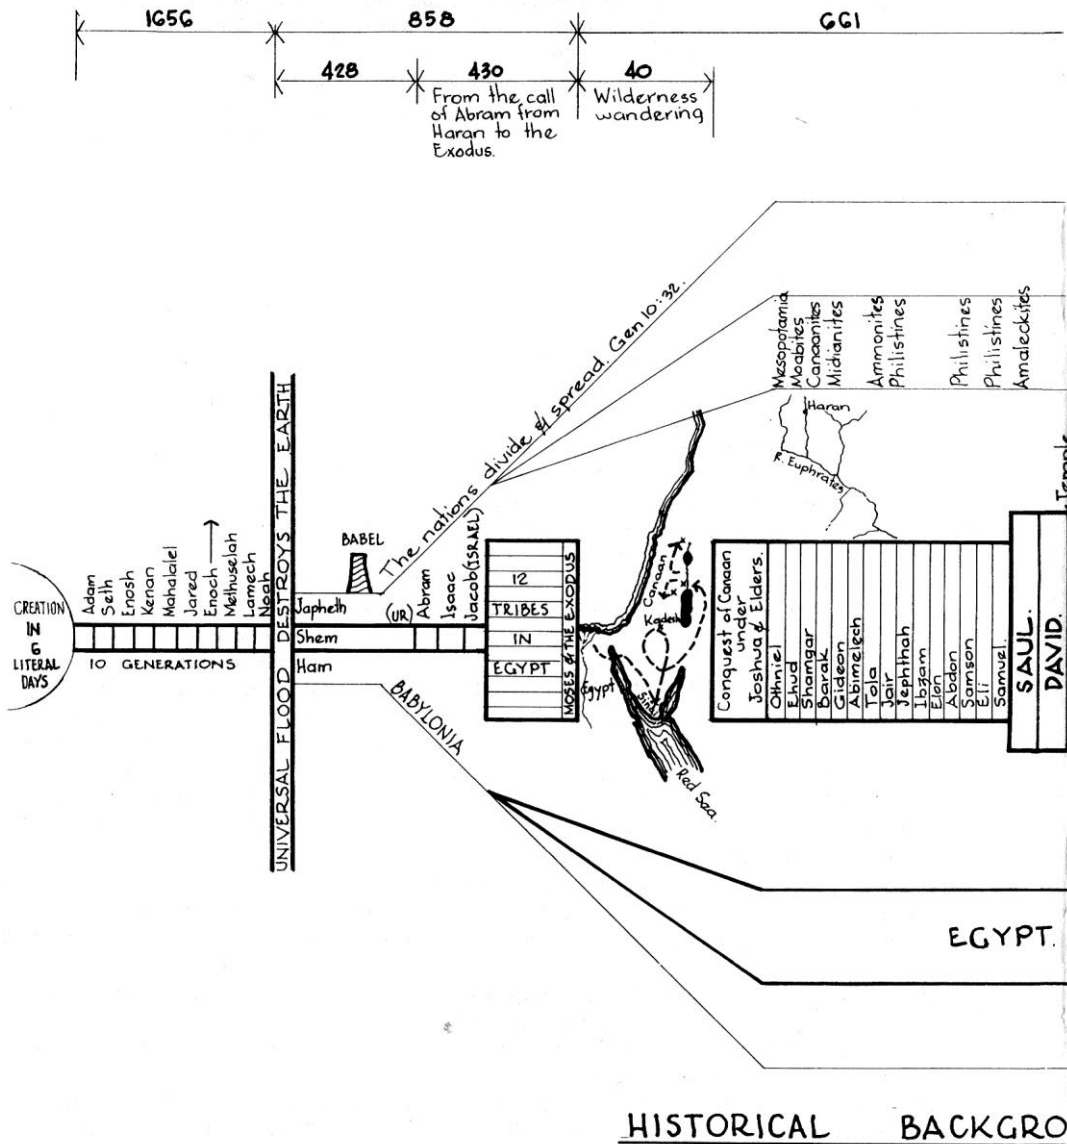 1656
858
661
428
430
40
From the call
of Abram from
Haran to the
Exodus.
Wilderness
wandering
The nations divide & spread. Gen 10:32.
Mesopotamia
Moabites
Canaanites
Midianites
Ammonites
Philistines
Philistines
Philistines
Amaleckites
Haran
R. Euphrates
Temple
CREATION
IN
6
LITERAL
DAYS
Adam
Seth
Enosh
Kenan
Mahalalel
Jared
Enoch
Methuselah
Lamech
Noah
10 GENERATIONS
UNIVERSAL FLOOD DESTROYS THE EARTH
BABEL
Japheth
Shem
Ham
(UR)
Abram
Isaac
Jacob (ISRAEL)
BABYLONIA
12
TRIBES
IN
EGYPT
MOSES & THE EXODUS
Canaan
Kadesh
Egypt
Sinai
Red Sea.
Conquest of Canaan
under
Joshua & Elders.
Othniel
Ehud
Shamgar
Barak
Gideon
Abimelech
Tola
Jair
Jephthah
Ibzam
Elon
Abdon
Samson
Eli
Samuel.
SAUL.
DAVID.
EGYPT.
HISTORICAL BACKGRO